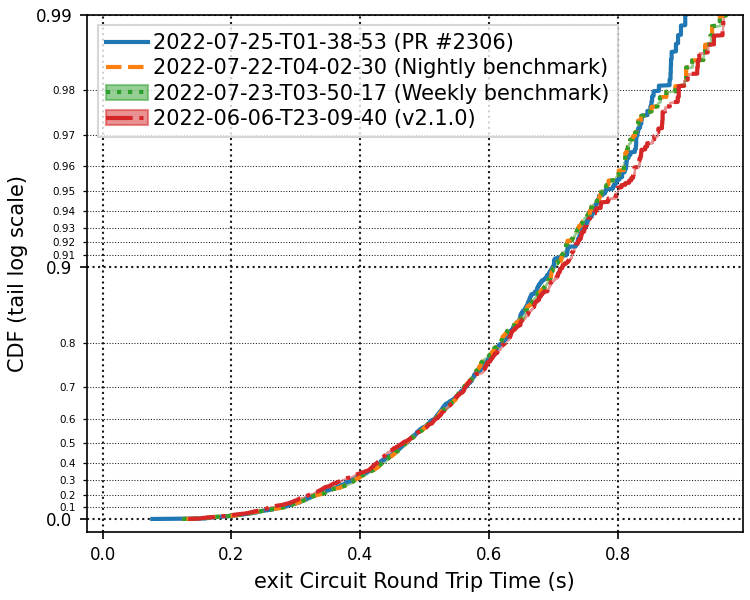 0.99
2022-07-25-T01-38-53 (PR #2306)
2022-07-22-T04-02-30 (Nightly benchmark)
2022-07-23-T03-50-17 (Weekly benchmark)
2022-06-06-T23-09-40 (v2.1.0)
0.98
0.97
0.96
0.95
0.94
0.93
0.92
0.91
0.9
0.8
0.7
0.6
0.5
0.4
0.3
0.2
0.1
0.0
CDF (tail log scale)
0.0 0.2 0.4 0.6 0.8
exit Circuit Round Trip Time (s)